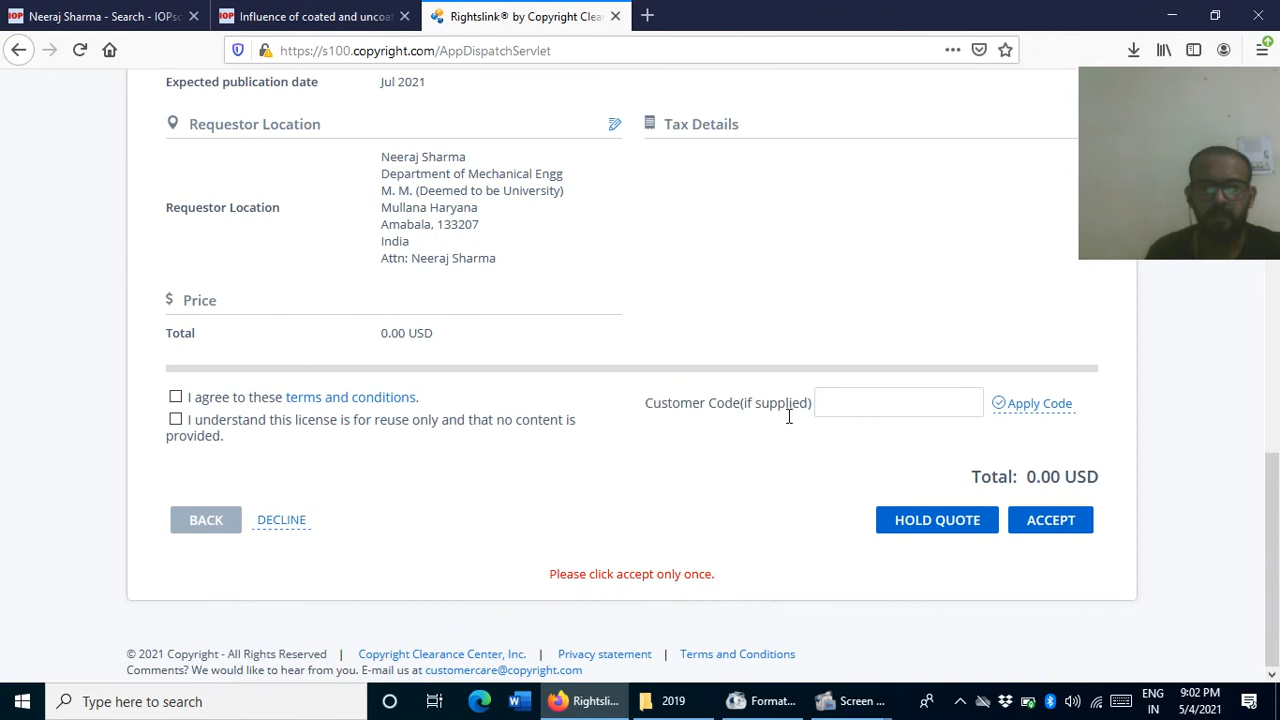 Neeraj Sharma - Search - IOPsc
Influence of coated and uncoat
Rightslink® by Copyright Clear
https://s100.copyright.com/AppDispatchServlet
Expected publication date Jul 2021
Requestor Location
Tax Details
Neeraj Sharma
Department of Mechanical Engg
M. M. (Deemed to be University)
Requestor Location Mullana Haryana
Amabala, 133207
India
Attn: Neeraj Sharma
$ Price
Total 0.00 USD
I agree to these terms and conditions.
Customer Code(if supplied) Apply Code
I understand this license is for reuse only and that no content is
provided.
Total: 0.00 USD
BACK DECLINE HOLD QUOTE ACCEPT
Please click accept only once.
© 2021 Copyright - All Rights Reserved | Copyright Clearance Center, Inc. | Privacy statement | Terms and Conditions
Comments? We would like to hear from you. E-mail us at customercare@copyright.com
Type here to search
Rightsli...
2019
Format...
Screen ...
ENG
IN
9:02 PM
5/4/2021